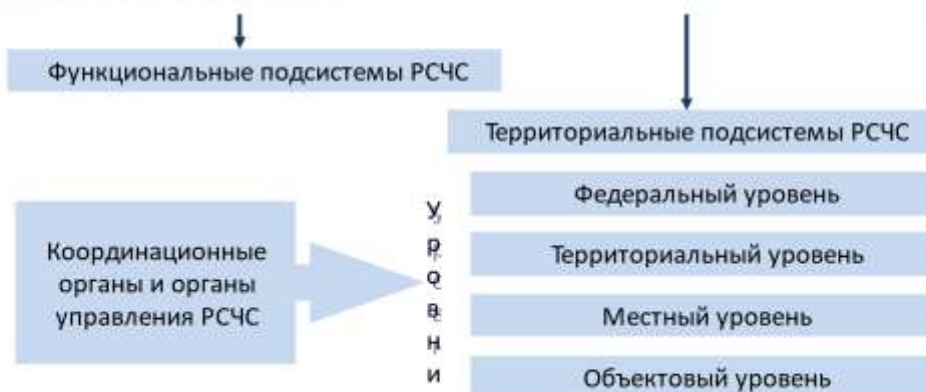 Функциональные подсистемы РСЧС
Территориальные подсистемы РСЧС
Координационные
органы и органы
управления РСЧС
У
р
о
в
н
и
Федеральный уровень
Территориальный уровень
Местный уровень
Объектовый уровень